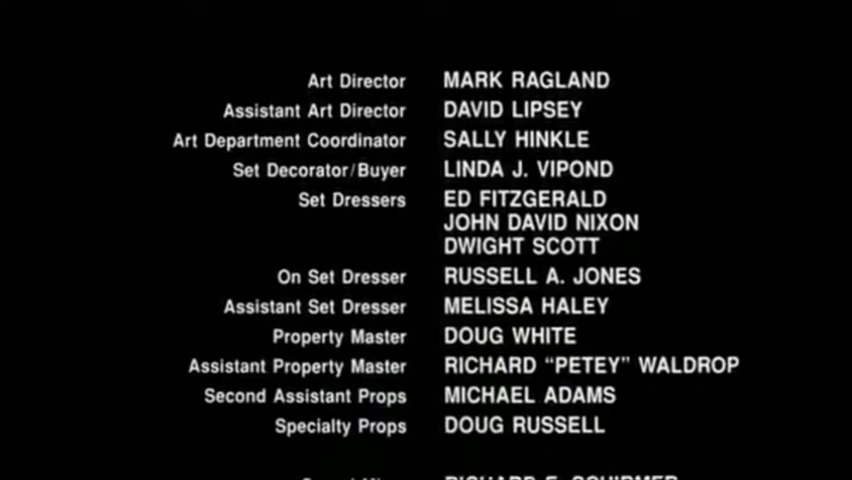 Art Director MARK RAGLAND
Assistant Art Director DAVID LIPSEY
Art Department Coordinator SALLY HINKLE
Set Decorator/Buyer LINDA J. VIPOND
Set Dressers ED FITZGERALD
JOHN DAVID NIXON
DWIGHT SCOTT
On Set Dresser RUSSELL A. JONES
Assistant Set Dresser MELISSA HALEY
Property Master DOUG WHITE
Assistant Property Master RICHARD “PETEY” WALDROP
Second Assistant Props MICHAEL ADAMS
Specialty Props DOUG RUSSELL
RICHARD E. SCHIRMER